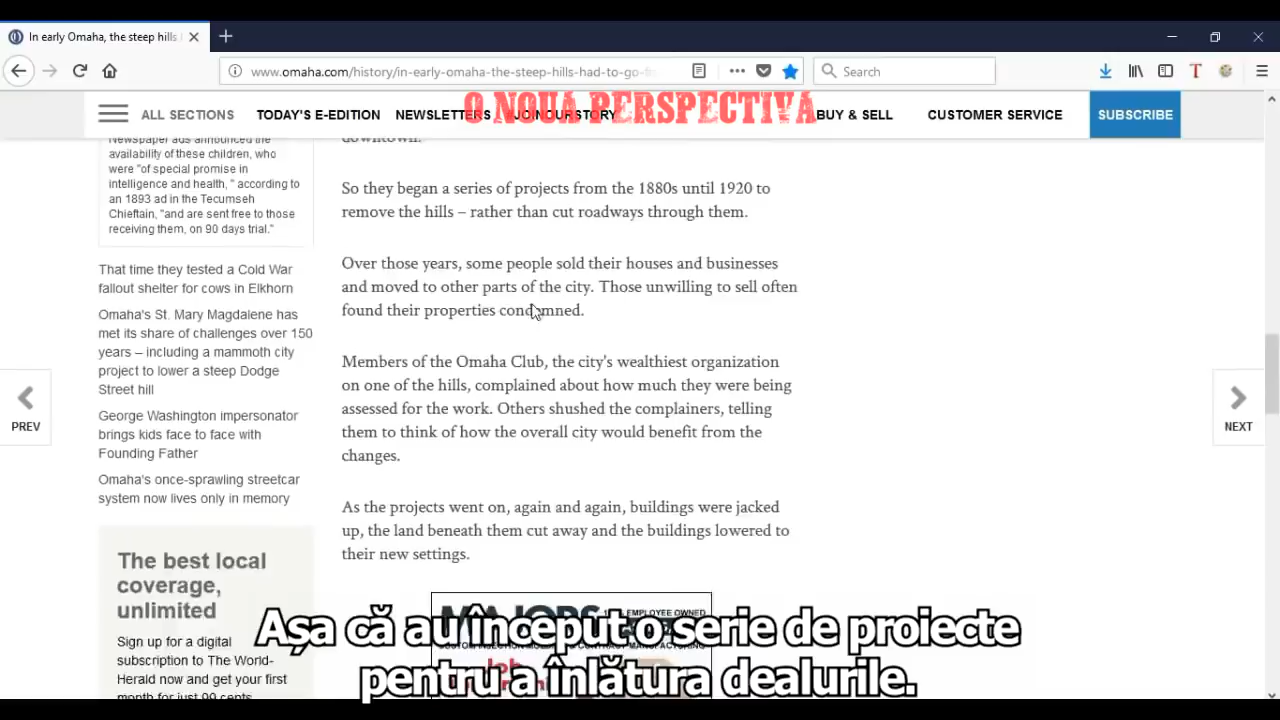 In early Omaha, the steep hills
www.omaha.com/history/in-early-omaha-the-steep-hills-had-to-go-
Search
O NOUA PERSPECTIVA
ALL SECTIONS
TODAY'S E-EDITION
NEWSLETTERS
JOINOURSTORY
BUY & SELL
CUSTOMER SERVICE
SUBSCRIBE
Newspaper ads announced the
availability of these children, who
were "of special promise in
intelligence and health, " according to
an 1893 ad in the Tecumseh
Chieftain, "and are sent free to those
receiving them, on 90 days trial."
That time they tested a Cold War
fallout shelter for cows in Elkhorn
Omaha's St. Mary Magdalene has
met its share of challenges over 150
years – including a mammoth city
project to lower a steep Dodge
Street hill
George Washington impersonator
brings kids face to face with
Founding Father
Omaha's once-sprawling streetcar
system now lives only in memory
The best local
coverage,
unlimited
Sign up for a digital
subscription to The World-
Herald now and get your first
month for just 99 cents
PREV
downtown.
So they began a series of projects from the 1880s until 1920 to
remove the hills – rather than cut roadways through them.
Over those years, some people sold their houses and businesses
and moved to other parts of the city. Those unwilling to sell often
found their properties condemned.
Members of the Omaha Club, the city's wealthiest organization
on one of the hills, complained about how much they were being
assessed for the work. Others shushed the complainers, telling
them to think of how the overall city would benefit from the
changes.
As the projects went on, again and again, buildings were jacked
up, the land beneath them cut away and the buildings lowered to
their new settings.
NEXT
MAJORS
EMPLOYEE OWNED
Așa că au început o serie de proiecte
pentru a înlătura dealurile.